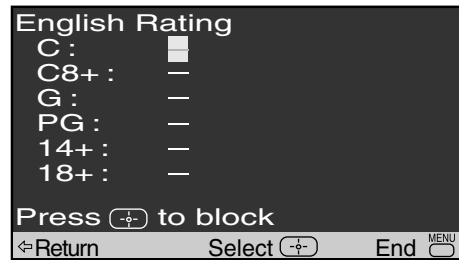 English Rating
C : —
C8+ : —
G : —
PG : —
14+ : —
18+ : —
Press to block
Return Select End MENU